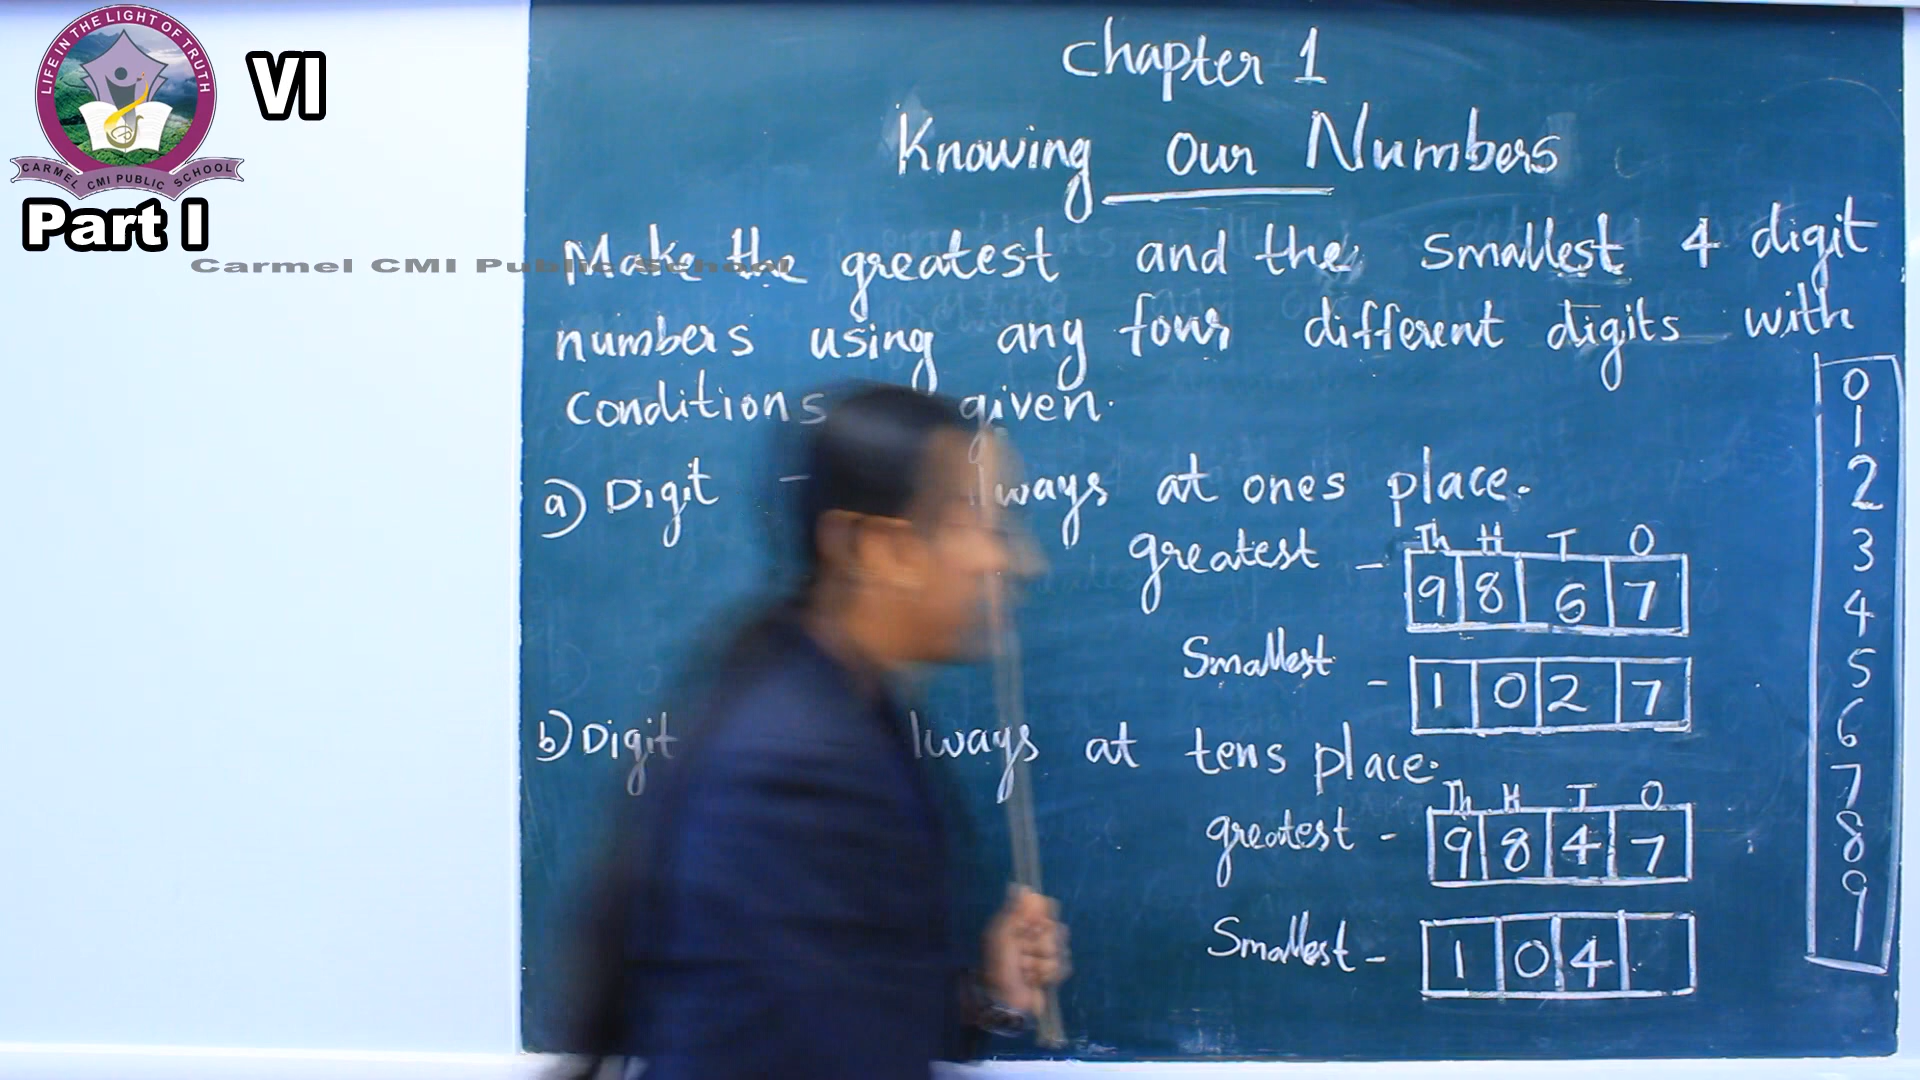 LIFE IN THE LIGHT OF TRUTH
CARMEL CMI PUBLIC SCHOOL
VI
Part I
Carmel CMI Public School
Chapter 1
Knowing Our Numbers
Make the greatest and the smallest 4 digit
numbers using any four different digits with
conditions given.
a) Digit - lways at ones place.
Th H T O
greatest - 9 8 6 7
Smallest - 1 0 2 7
b) Digit lways at tens place.
Th H T O
greatest - 9 8 4 7
Smallest - 1 0 4
0
1
2
3
4
5
6
7
8
9